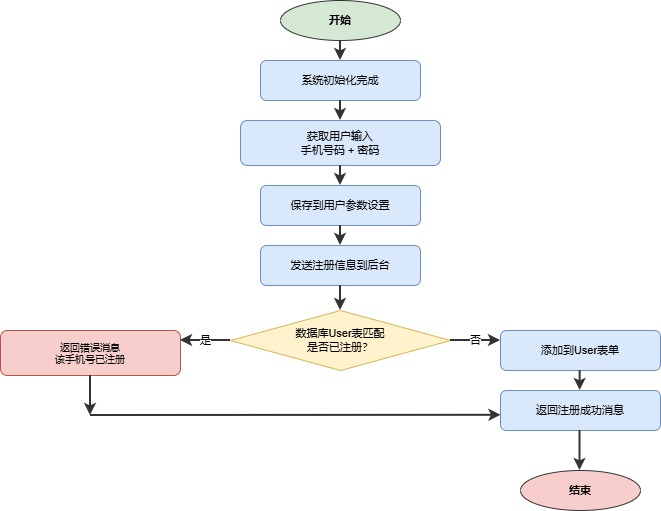 开始
系统初始化完成
获取用户输入
手机号码 + 密码
保存到用户参数设置
发送注册信息到后台
数据库User表匹配
是否已注册？
是
否
返回错误消息
该手机号已注册
添加到User表单
返回注册成功消息
结束